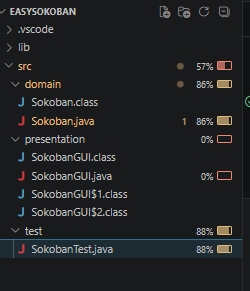 EASYSOKOBAN
.vscode
lib
src 57%
domain 86%
Sokoban.class
Sokoban.java 1 86%
presentation 0%
SokobanGUI.class
SokobanGUI.java 0%
SokobanGUI$1.class
SokobanGUI$2.class
test 88%
SokobanTest.java 88%